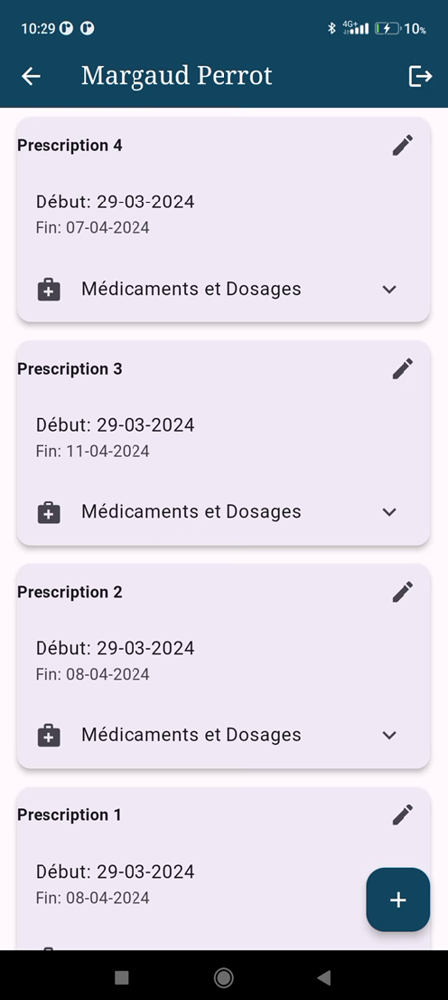 10:29
4G+
10%
Margaud Perrot
Prescription 4
Début: 29-03-2024
Fin: 07-04-2024
Médicaments et Dosages
Prescription 3
Début: 29-03-2024
Fin: 11-04-2024
Médicaments et Dosages
Prescription 2
Début: 29-03-2024
Fin: 08-04-2024
Médicaments et Dosages
Prescription 1
Début: 29-03-2024
Fin: 08-04-2024